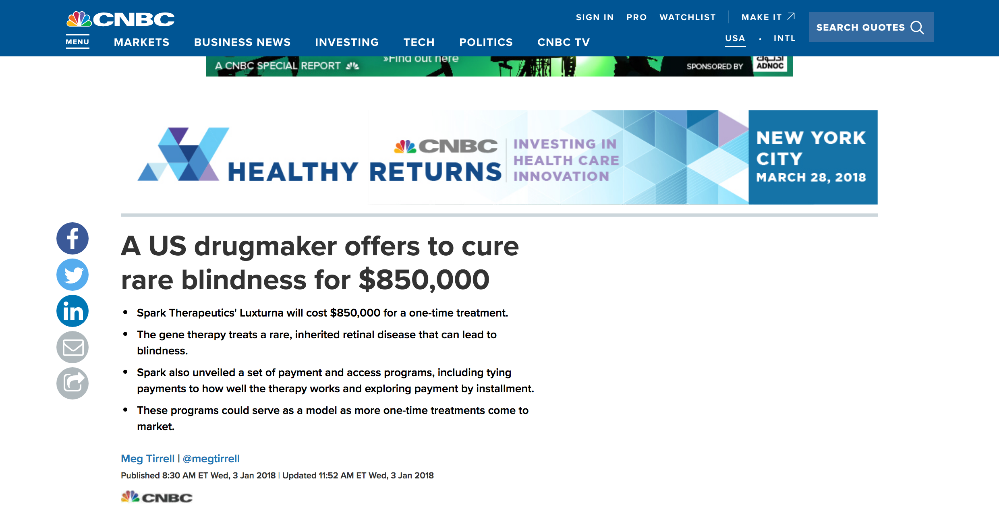 CNBC
SIGN IN PRO WATCHLIST MAKE IT
SEARCH QUOTES
MENU MARKETS BUSINESS NEWS INVESTING TECH POLITICS CNBC TV
USA · INTL
»Find out here
A CNBC SPECIAL REPORT
SPONSORED BY
أدنوك
ADNOC
HEALTHY RETURNS
CNBC
INVESTING IN
HEALTH CARE
INNOVATION
NEW YORK
CITY
MARCH 28, 2018
A US drugmaker offers to cure
rare blindness for $850,000
• Spark Therapeutics' Luxturna will cost $850,000 for a one-time treatment.
• The gene therapy treats a rare, inherited retinal disease that can lead to
blindness.
• Spark also unveiled a set of payment and access programs, including tying
payments to how well the therapy works and exploring payment by installment.
• These programs could serve as a model as more one-time treatments come to
market.
Meg Tirrell | @megtirrell
Published 8:30 AM ET Wed, 3 Jan 2018 | Updated 11:52 AM ET Wed, 3 Jan 2018
CNBC